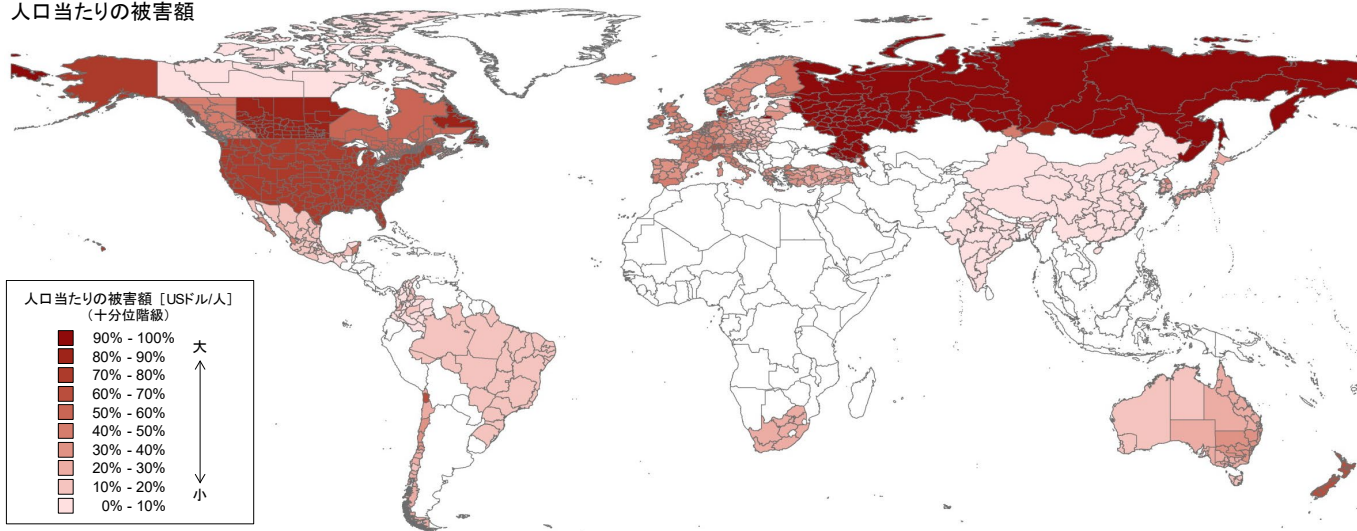 人口当たりの被害額
人口当たりの被害額 [USドル/人]
(十分位階級)
90% - 100%
80% - 90%
70% - 80%
60% - 70%
50% - 60%
40% - 50%
30% - 40%
20% - 30%
10% - 20%
0% - 10%
大
小